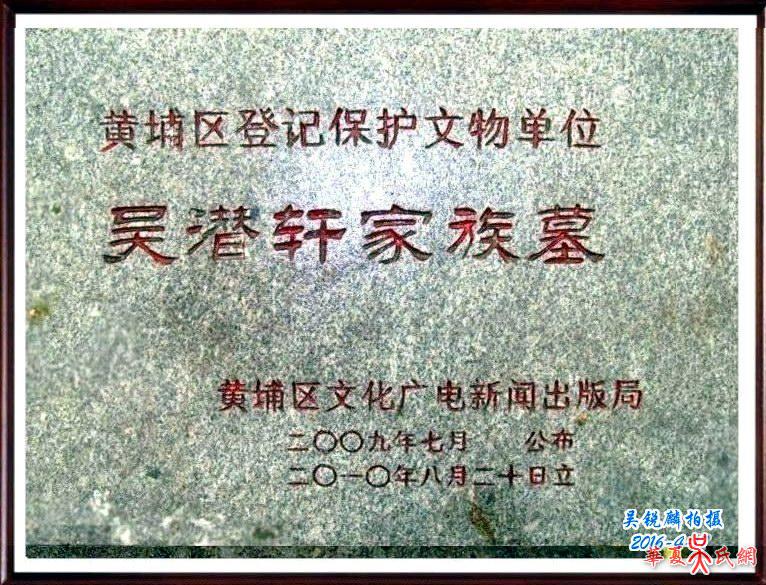 黄埔区登记保护文物单位
吴潜轩家族墓
黄埔区文化广电新闻出版局
二〇〇九年七月 公布
二〇一〇年八月二十日立
吴锐麟拍摄
2016-4
華夏吴氏網